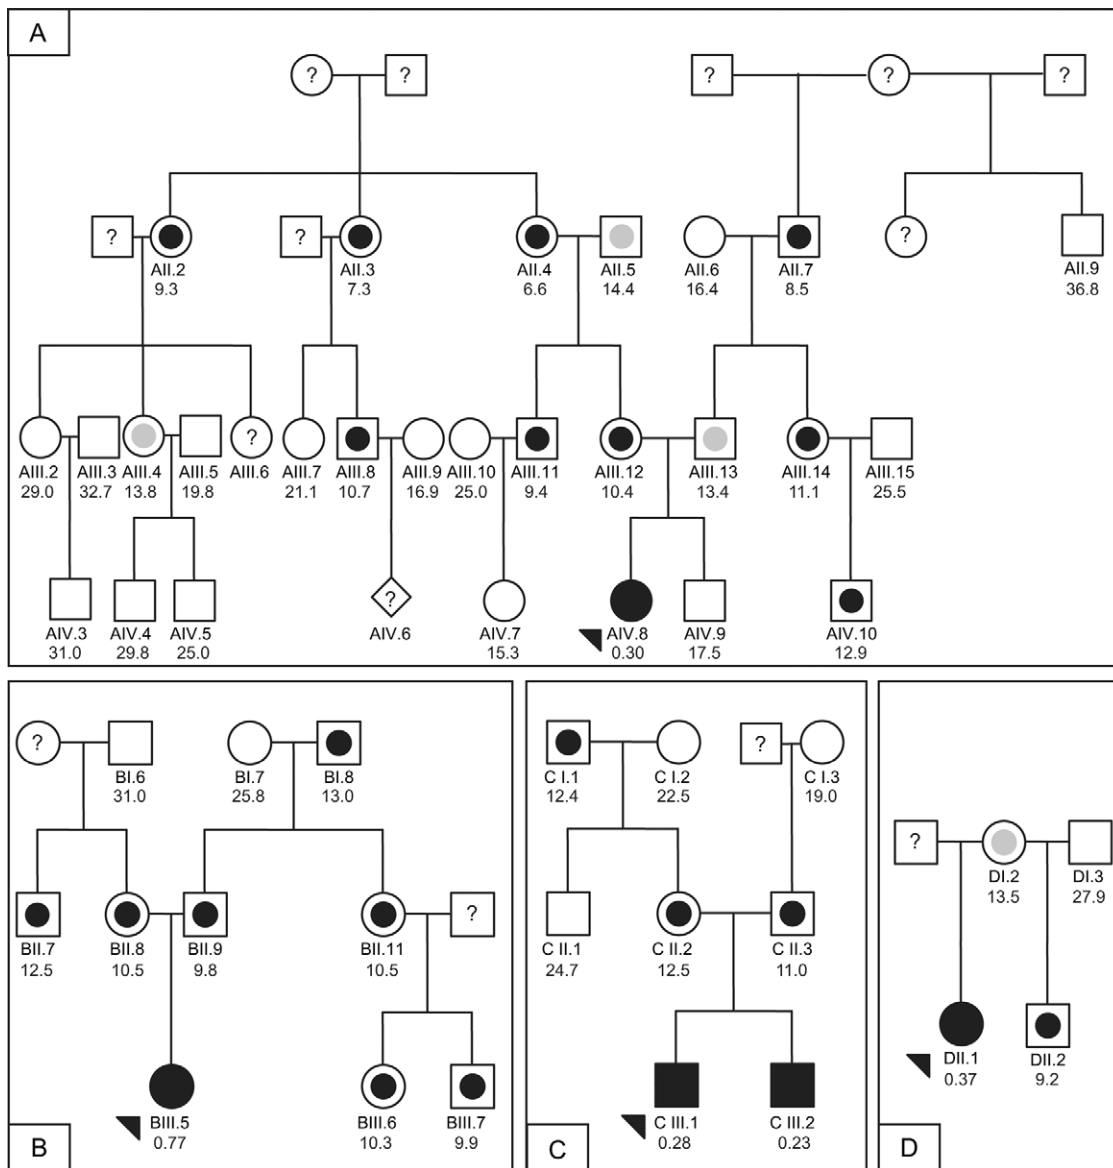 A
? ? ? ? ?
? ? ?
AII.2 AII.3 AII.4 AII.5 AII.6 AII.7 AII.9
9.3 7.3 6.6 14.4 16.4 8.5 36.8
?
AIII.2 AIII.3 AIII.4 AIII.5 AIII.6 AIII.7 AIII.8 AIII.9 AIII.10 AIII.11 AIII.12 AIII.13 AIII.14 AIII.15
29.0 32.7 13.8 19.8 21.1 10.7 16.9 25.0 9.4 10.4 13.4 11.1 25.5
?
AIV.3 AIV.4 AIV.5 AIV.6 AIV.7 AIV.8 AIV.9 AIV.10
31.0 29.8 25.0 15.3 0.30 17.5 12.9
?
BI.6 BI.7 BI.8
31.0 25.8 13.0
?
BII.7 BII.8 BII.9 BII.11
12.5 10.5 9.8 10.5
BIII.5 BIII.6 BIII.7
0.77 10.3 9.9
B
?
C I.1 C I.2 C I.3
12.4 22.5 19.0
C II.1 C II.2 C II.3
24.7 12.5 11.0
C III.1 C III.2
0.28 0.23
C
?
DI.2 DI.3
13.5 27.9
DII.1 DII.2
0.37 9.2
D